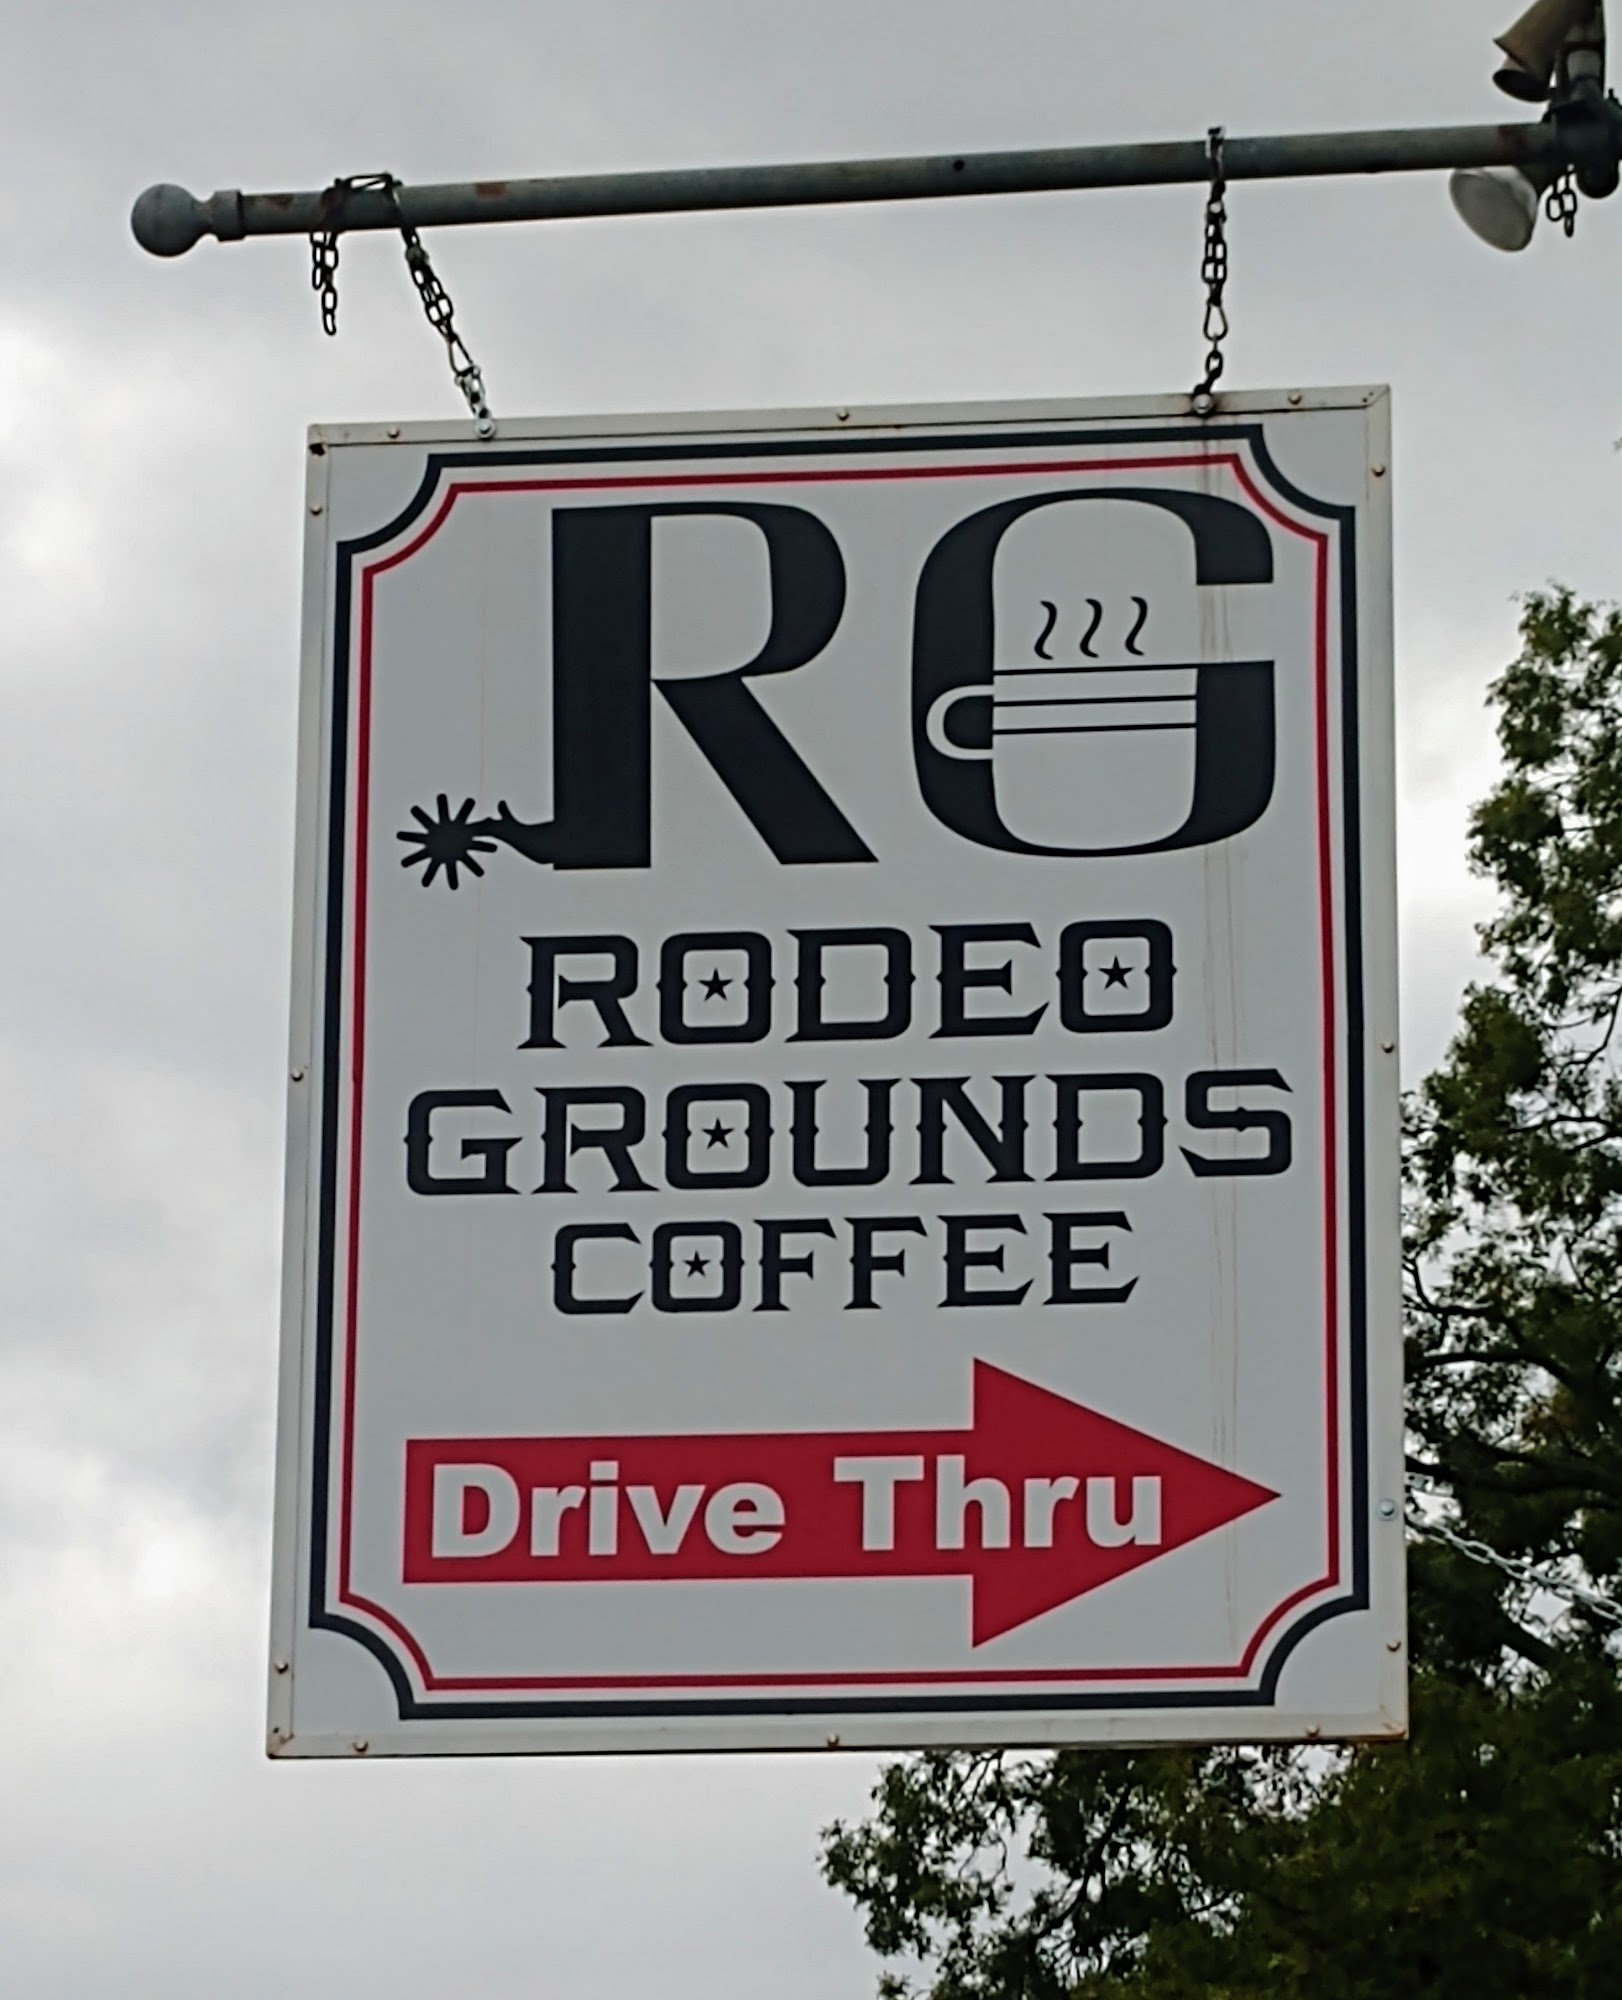 RG
RODEO
GROUNDS
COFFEE
Drive Thru